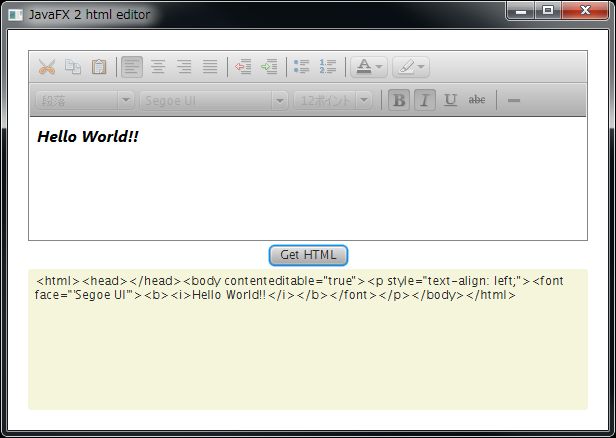 JavaFX 2 html editor
段落 Segoe UI 12ポイント B I U abc
Hello World!!
Get HTML
<html><head></head><body contenteditable="true"><p style="text-align: left;"><font
face="'Segoe UI'"><b><i>Hello World!!</i></b></font></p></body></html>